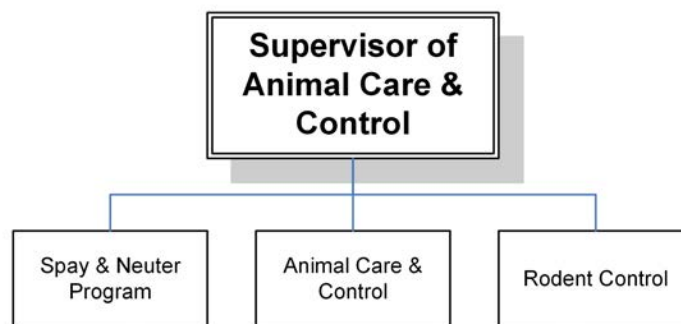 Supervisor of
Animal Care &
Control
Spay & Neuter
Program
Animal Care &
Control
Rodent Control